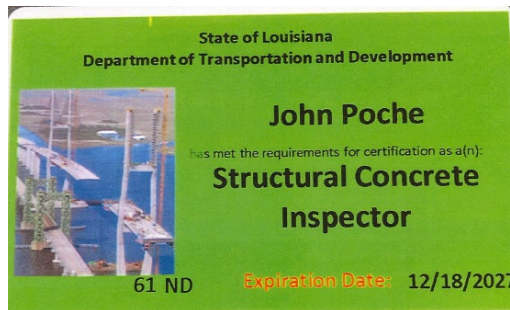 State of Louisiana
Department of Transportation and Development
John Poche
has met the requirements for certification as a(n):
Structural Concrete
Inspector
61 ND
Expiration Date: 12/18/2027